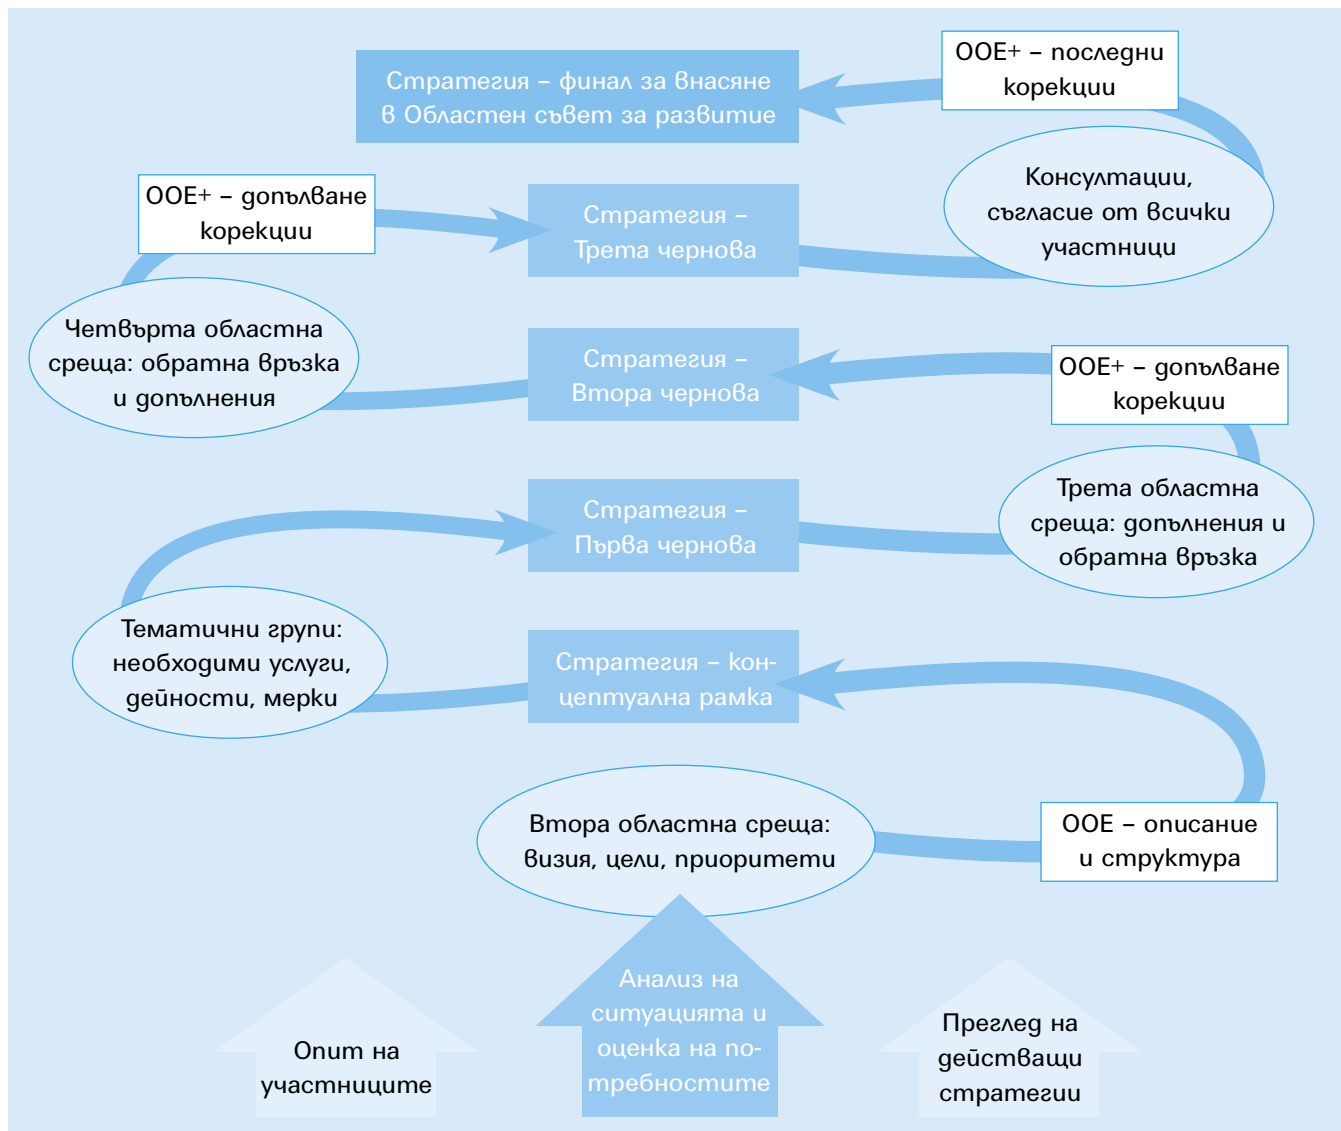 ООЕ+ – последни
корекции
Стратегия – финал за внасяне
в Областен съвет за развитие
Консултации,
съгласие от всички
участници
ООЕ+ – допълване
корекции
Стратегия –
Трета чернова
Четвърта областна
среща: обратна връзка
и допълнения
Стратегия –
Втора чернова
ООЕ+ – допълване
корекции
Трета областна
среща: допълнения и
обратна връзка
Стратегия –
Първа чернова
Тематични групи:
необходими услуги,
дейности, мерки
Стратегия – кон-
цептуална рамка
Втора областна среща:
визия, цели, приоритети
ООЕ – описание
и структура
Опит на
участниците
Анализ на
ситуацията и
оценка на по-
требностите
Преглед на
действащи
стратегии